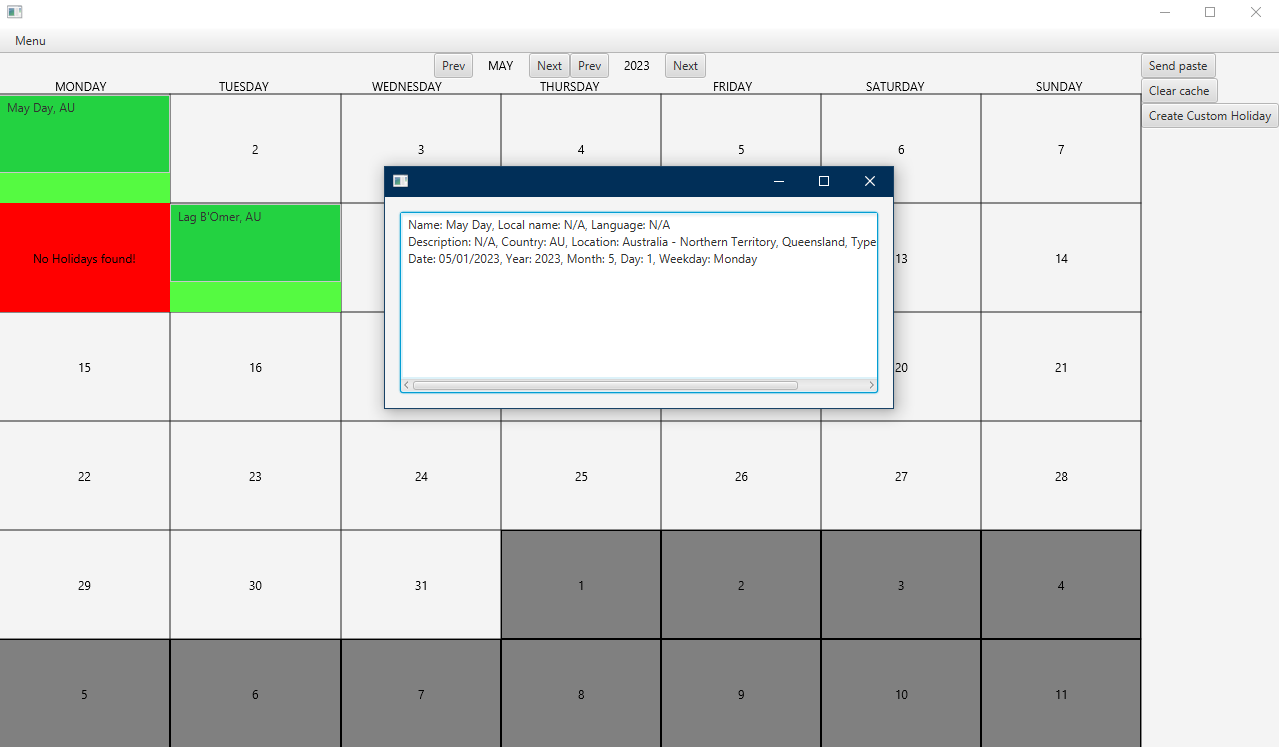 Menu
Prev MAY Next Prev 2023 Next
Send paste
Clear cache
Create Custom Holiday
MONDAY TUESDAY WEDNESDAY THURSDAY FRIDAY SATURDAY SUNDAY
May Day, AU
2 3 4 5 6 7
No Holidays found!
Lag B'Omer, AU
13 14
Name: May Day, Local name: N/A, Language: N/A
Description: N/A, Country: AU, Location: Australia - Northern Territory, Queensland, Type
Date: 05/01/2023, Year: 2023, Month: 5, Day: 1, Weekday: Monday
15 16 20 21
22 23 24 25 26 27 28
29 30 31 1 2 3 4
5 6 7 8 9 10 11